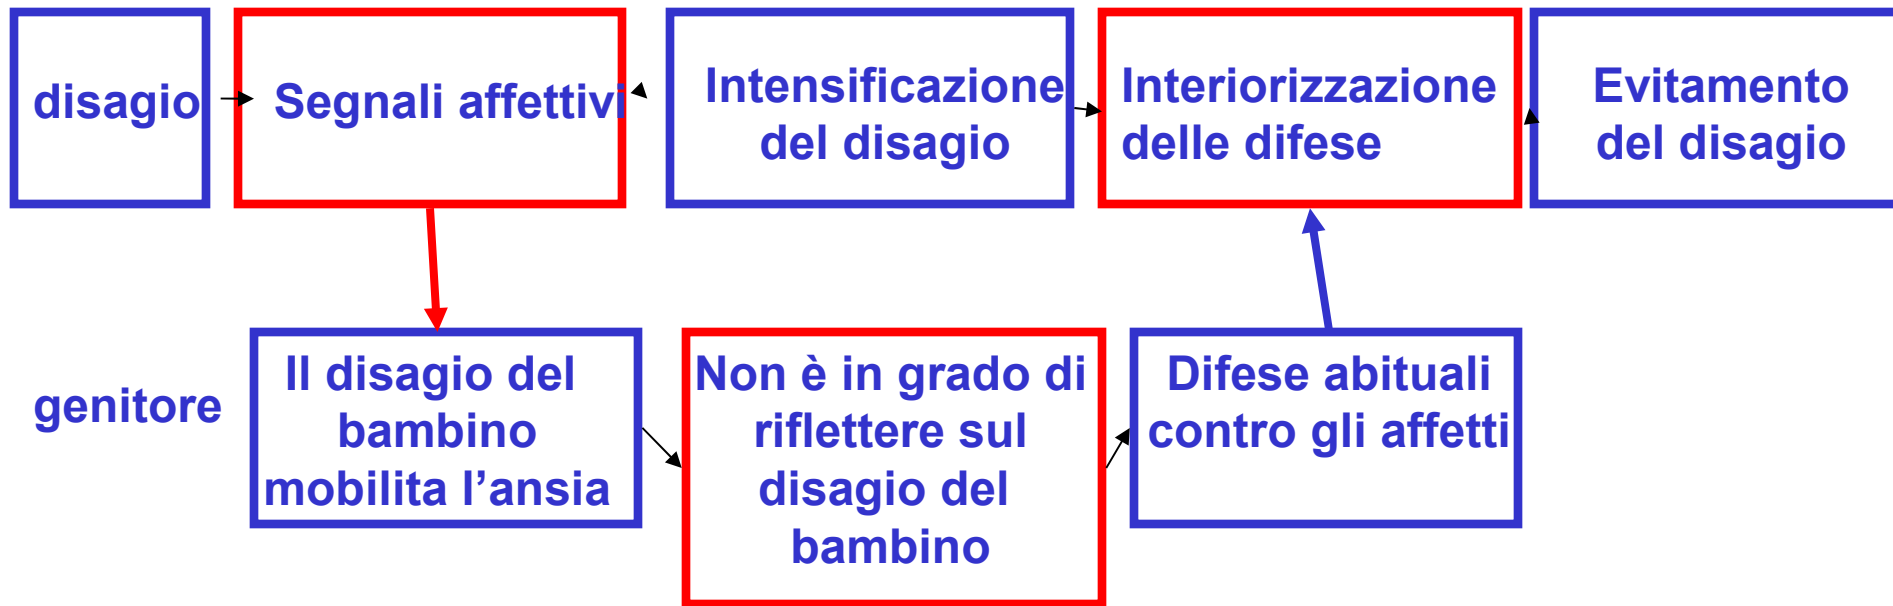 disagio
Segnali affettivi
Intensificazione
del disagio
Interiorizzazione
delle difese
Evitamento
del disagio
genitore
Il disagio del
bambino
mobilita l’ansia
Non è in grado di
riflettere sul
disagio del
bambino
Difese abituali
contro gli affetti